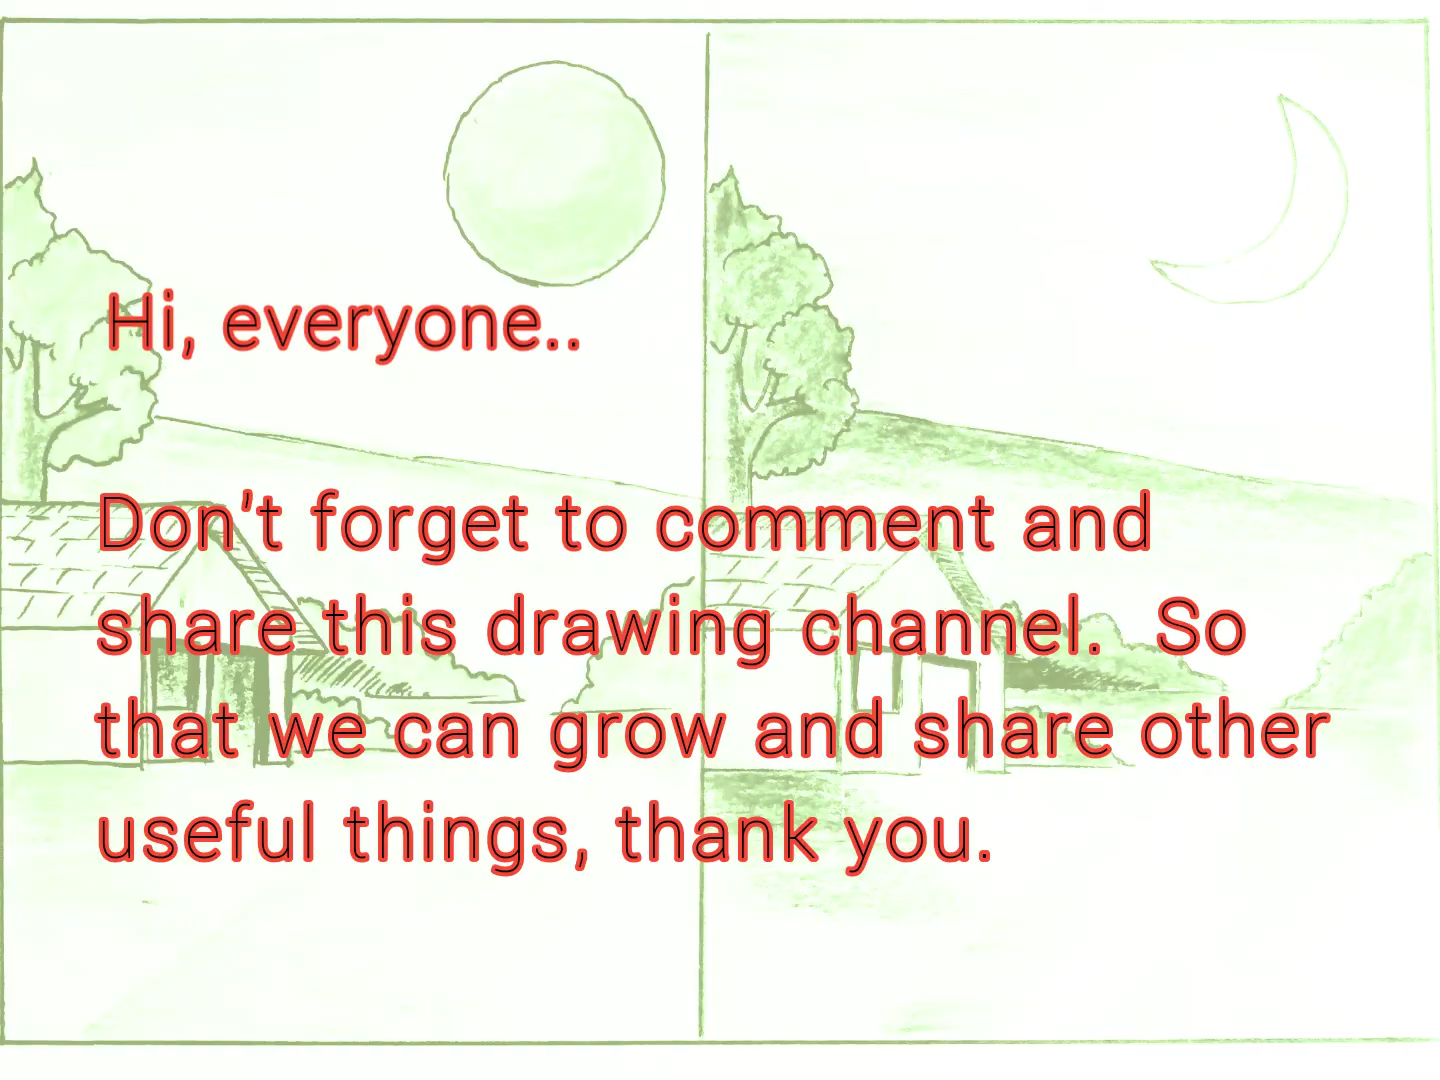 Hi, everyone..
Don't forget to comment and
share this drawing channel.  So
that we can grow and share other
useful things, thank you.